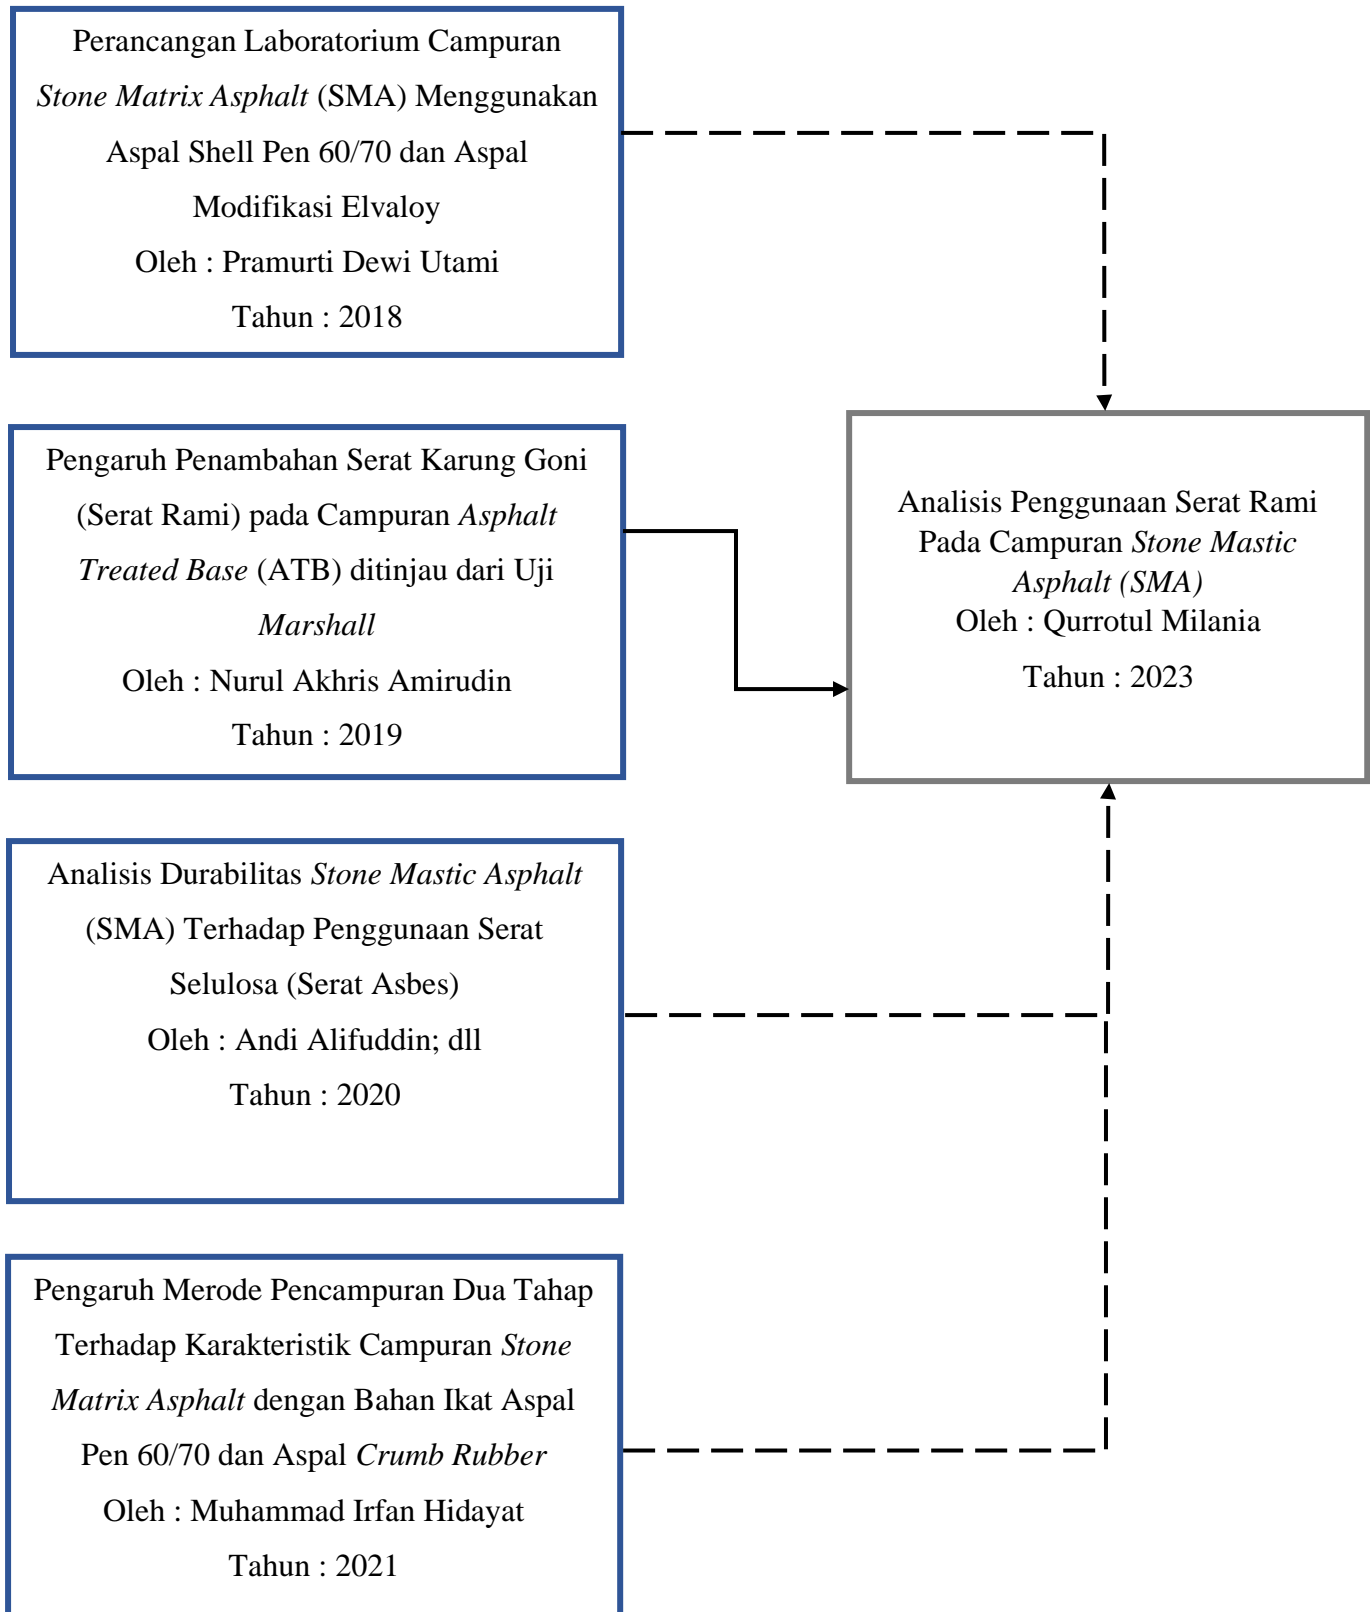 Perancangan Laboratorium Campuran
Stone Matrix Asphalt (SMA) Menggunakan
Aspal Shell Pen 60/70 dan Aspal
Modifikasi Elvaloy
Oleh : Pramurti Dewi Utami
Tahun : 2018
Pengaruh Penambahan Serat Karung Goni
(Serat Rami) pada Campuran Asphalt
Treated Base (ATB) ditinjau dari Uji
Marshall
Oleh : Nurul Akhris Amirudin
Tahun : 2019
Analisis Penggunaan Serat Rami
Pada Campuran Stone Mastic
Asphalt (SMA)
Oleh : Qurrotul Milania
Tahun : 2023
Analisis Durabilitas Stone Mastic Asphalt
(SMA) Terhadap Penggunaan Serat
Selulosa (Serat Asbes)
Oleh : Andi Alifuddin; dll
Tahun : 2020
Pengaruh Merode Pencampuran Dua Tahap
Terhadap Karakteristik Campuran Stone
Matrix Asphalt dengan Bahan Ikat Aspal
Pen 60/70 dan Aspal Crumb Rubber
Oleh : Muhammad Irfan Hidayat
Tahun : 2021